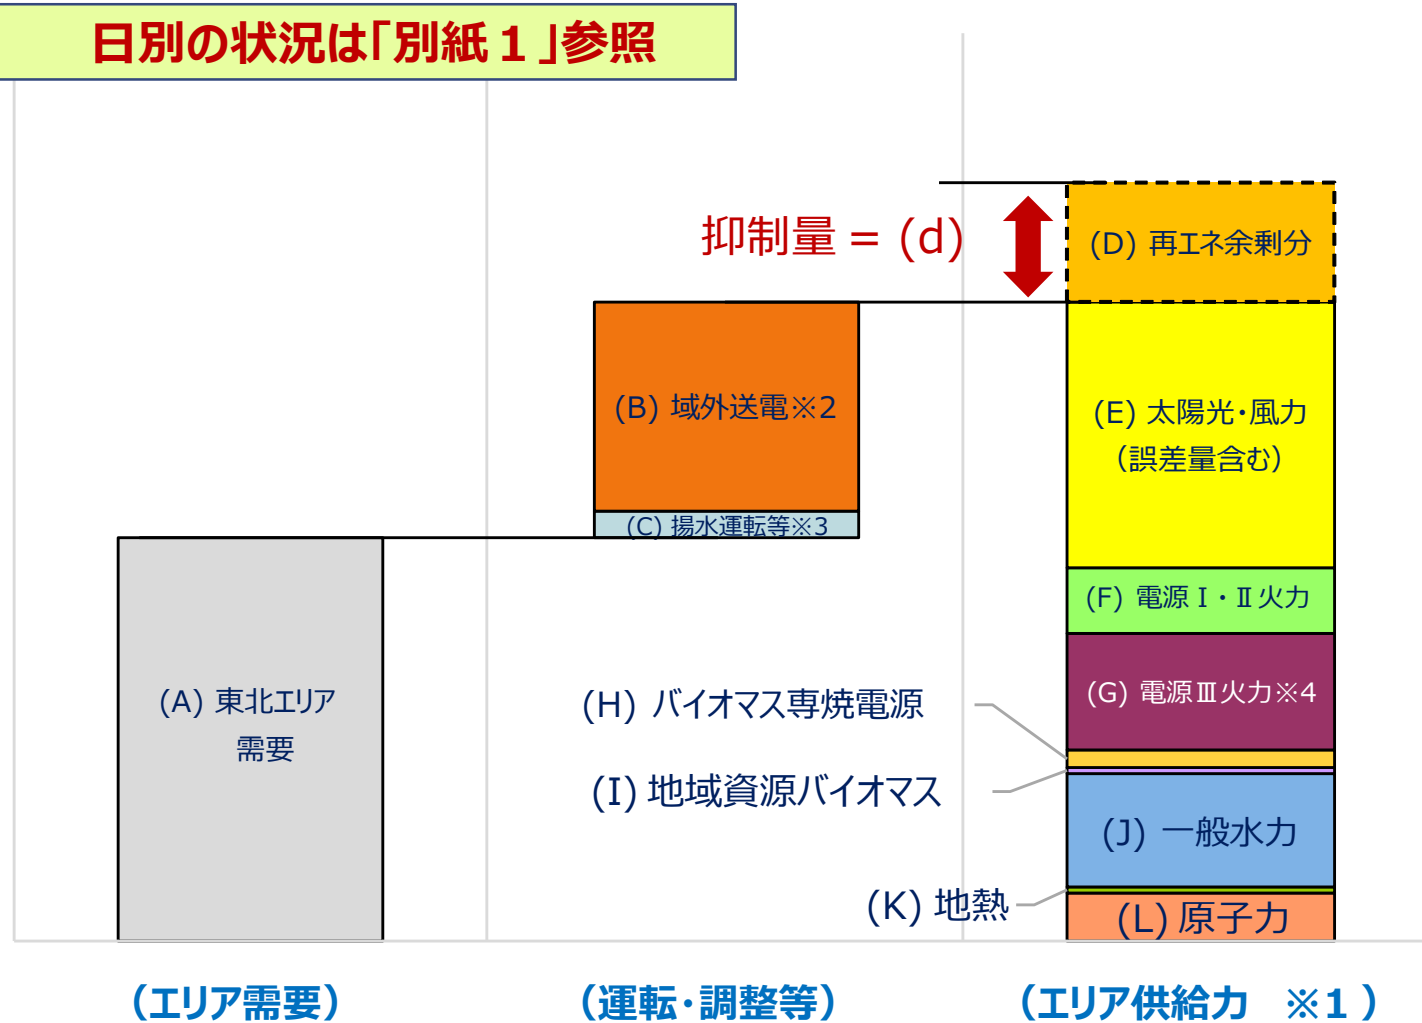 日別の状況は「別紙１」参照
抑制量 = (d)
(D) 再エネ余剰分
(B) 域外送電※2
(E) 太陽光・風力
（誤差量含む）
(C) 揚水運転等※3
(F) 電源Ⅰ・Ⅱ火力
(A) 東北エリア
需要
(G) 電源Ⅲ火力※4
(H) バイオマス専焼電源
(I) 地域資源バイオマス
(J) 一般水力
(K) 地熱
(L) 原子力
（エリア需要）
（運転・調整等）
（エリア供給力　※１）